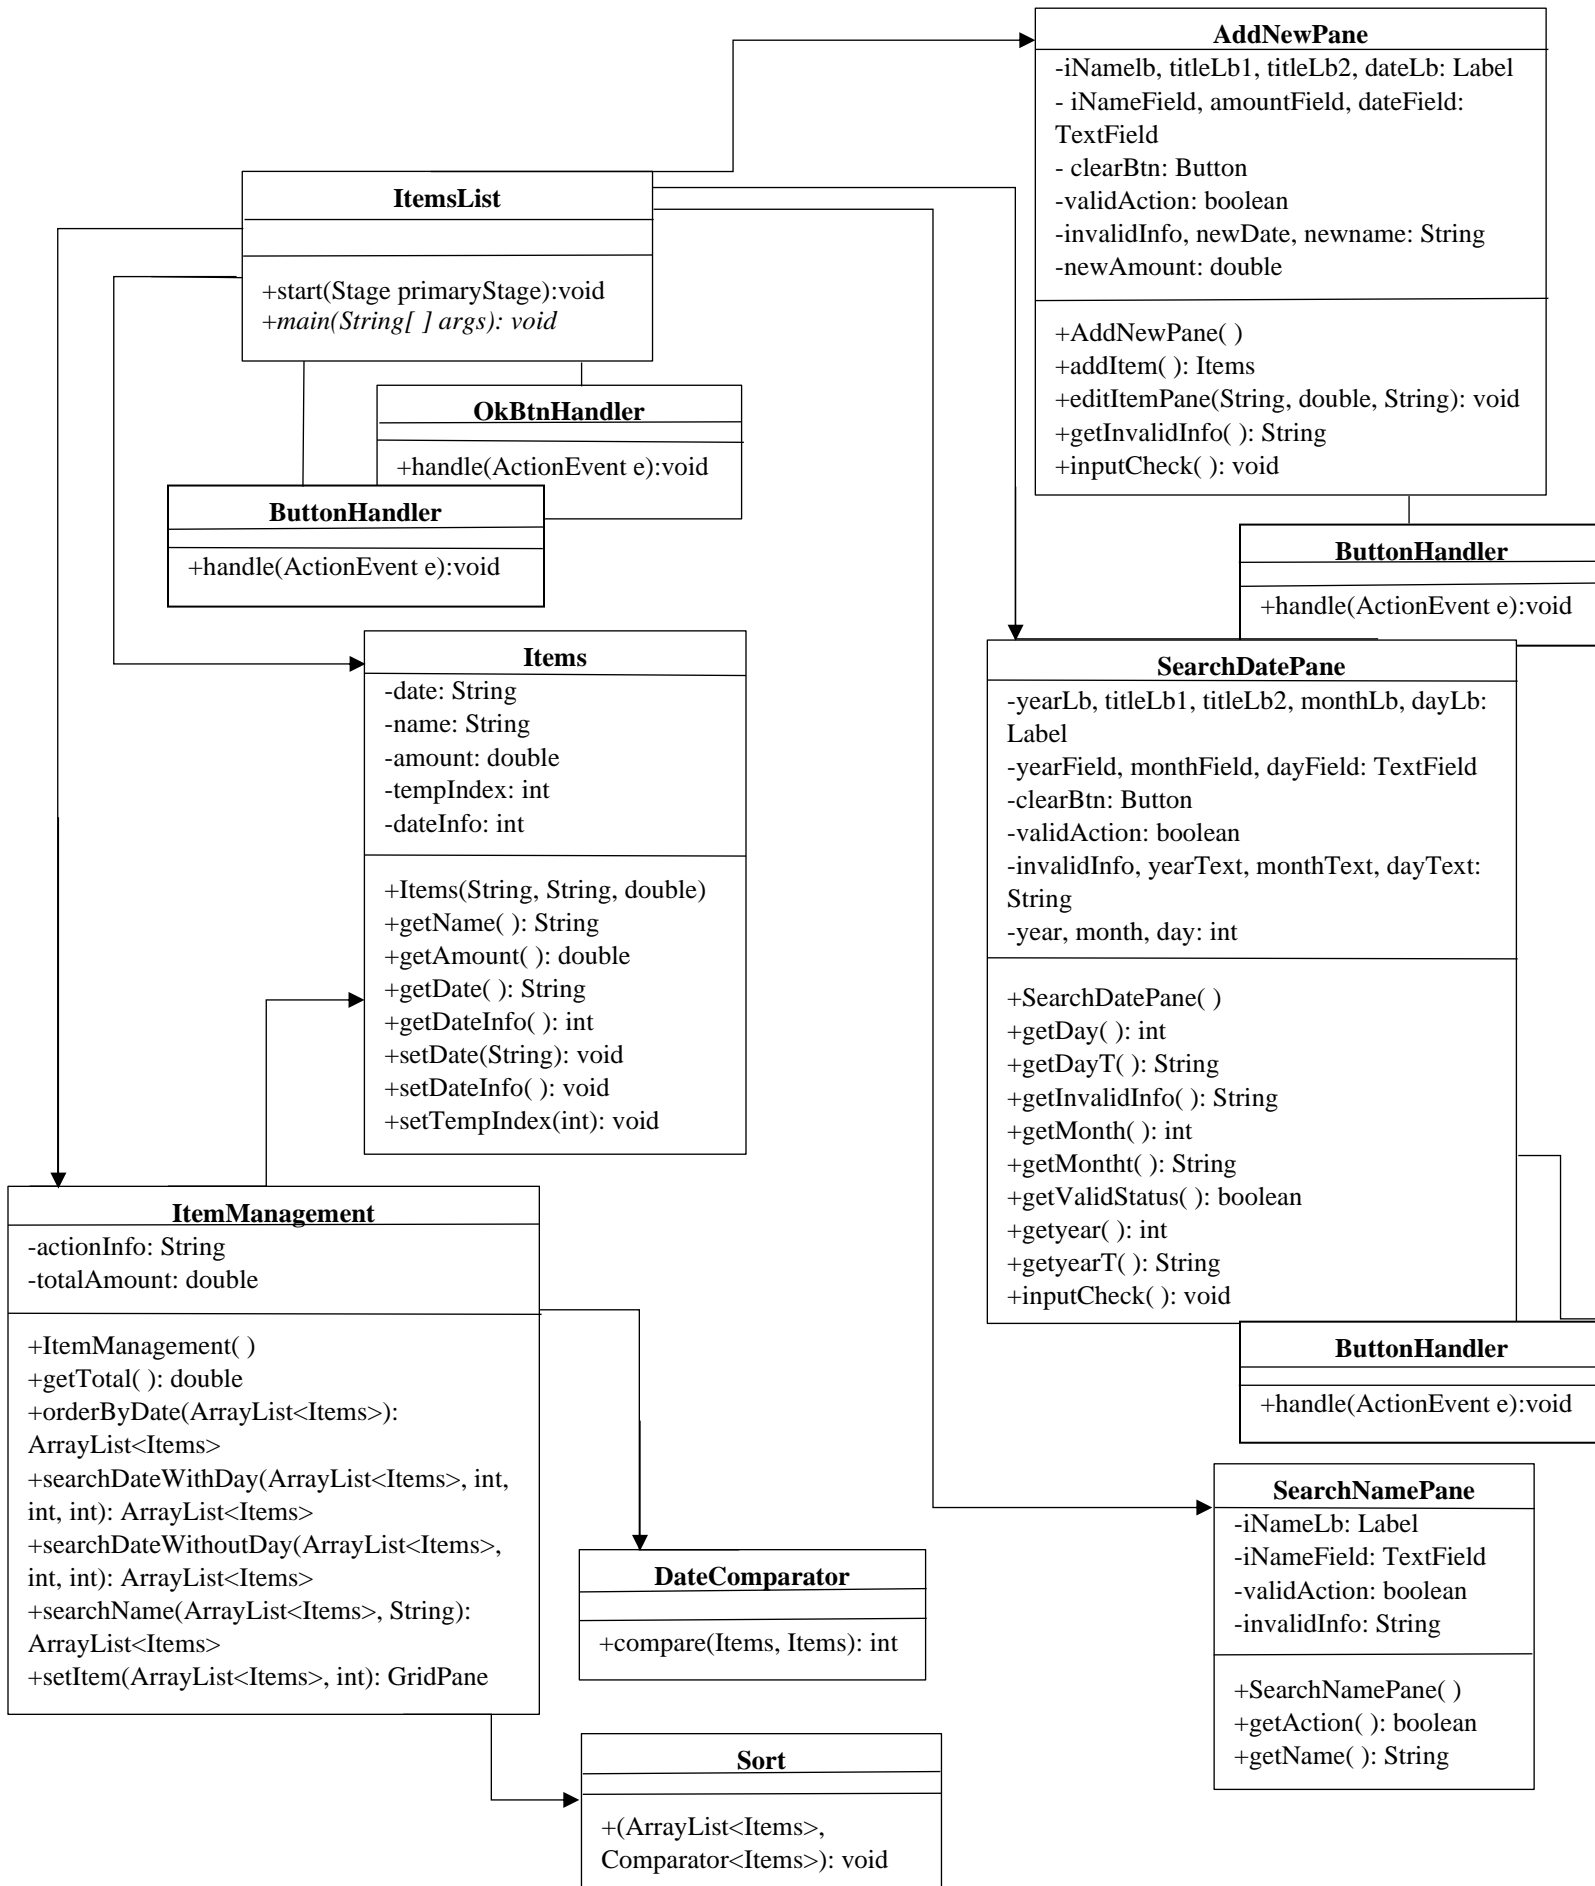 AddNewPane
-iNamelb, titleLb1, titleLb2, dateLb: Label
- iNameField, amountField, dateField:
TextField
- clearBtn: Button
-validAction: boolean
-invalidInfo, newDate, newname: String
-newAmount: double
+AddNewPane( )
+addItem( ): Items
+editItemPane(String, double, String): void
+getInvalidInfo( ): String
+inputCheck( ): void
ItemsList
+start(Stage primaryStage):void
+main(String[ ] args): void
OkBtnHandler
+handle(ActionEvent e):void
ButtonHandler
+handle(ActionEvent e):void
ButtonHandler
+handle(ActionEvent e):void
Items
-date: String
-name: String
-amount: double
-tempIndex: int
-dateInfo: int
+Items(String, String, double)
+getName( ): String
+getAmount( ): double
+getDate( ): String
+getDateInfo( ): int
+setDate(String): void
+setDateInfo( ): void
+setTempIndex(int): void
SearchDatePane
-yearLb, titleLb1, titleLb2, monthLb, dayLb:
Label
-yearField, monthField, dayField: TextField
-clearBtn: Button
-validAction: boolean
-invalidInfo, yearText, monthText, dayText:
String
-year, month, day: int
+SearchDatePane( )
+getDay( ): int
+getDayT( ): String
+getInvalidInfo( ): String
+getMonth( ): int
+getMontht( ): String
+getValidStatus( ): boolean
+getyear( ): int
+getyearT( ): String
+inputCheck( ): void
ButtonHandler
+handle(ActionEvent e):void
ItemManagement
-actionInfo: String
-totalAmount: double
+ItemManagement( )
+getTotal( ): double
+orderByDate(ArrayList<Items>):
ArrayList<Items>
+searchDateWithDay(ArrayList<Items>, int,
int, int): ArrayList<Items>
+searchDateWithoutDay(ArrayList<Items>,
int, int): ArrayList<Items>
+searchName(ArrayList<Items>, String):
ArrayList<Items>
+setItem(ArrayList<Items>, int): GridPane
DateComparator
+compare(Items, Items): int
SearchNamePane
-iNameLb: Label
-iNameField: TextField
-validAction: boolean
-invalidInfo: String
+SearchNamePane( )
+getAction( ): boolean
+getName( ): String
Sort
+(ArrayList<Items>,
Comparator<Items>): void